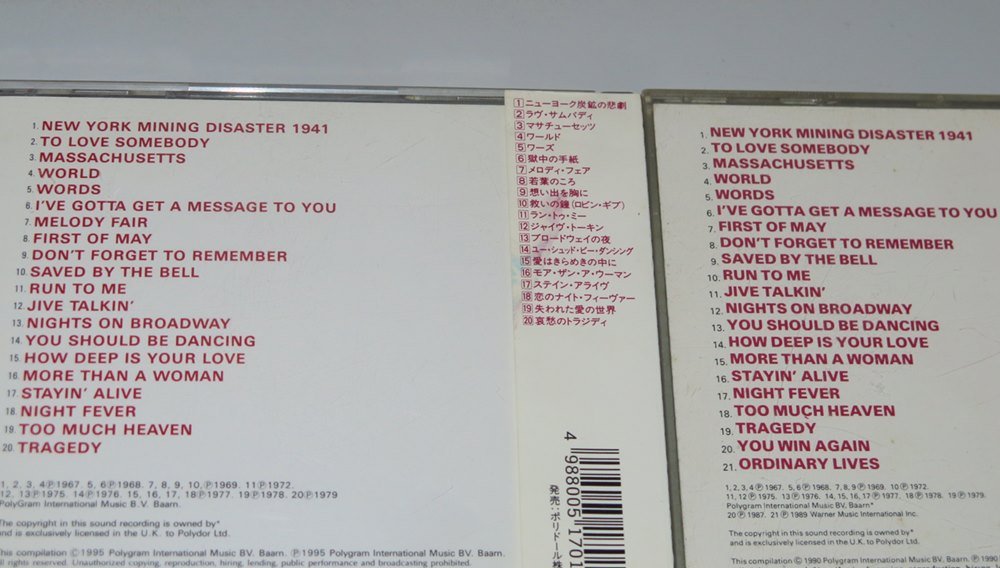 1. NEW YORK MINING DISASTER 1941
2. TO LOVE SOMEBODY
3. MASSACHUSETTS
4. WORLD
5. WORDS
6. I'VE GOTTA GET A MESSAGE TO YOU
7. MELODY FAIR
8. FIRST OF MAY
9. DON'T FORGET TO REMEMBER
10. SAVED BY THE BELL
11. RUN TO ME
12. JIVE TALKIN'
13. NIGHTS ON BROADWAY
14. YOU SHOULD BE DANCING
15. HOW DEEP IS YOUR LOVE
16. MORE THAN A WOMAN
17. STAYIN' ALIVE
18. NIGHT FEVER
19. TOO MUCH HEAVEN
20. TRAGEDY
1, 2, 3, 4 ℗1967. 5, 6 ℗1968. 7, 8, 9, 10, ℗1969. 11 ℗1972.
12, 13 ℗1975. 14 ℗1976. 15, 16, 17, 18 ℗1977. 19 ℗1978. 20 ℗1979
PolyGram International Music B.V. Baarn.
The copyright in this sound recording is owned by*
and is exclusively licensed in the U.K. to Polydor Ltd.
This compilation ©1995 Polygram International Music BV. Baarn. ℗1995 Polygram International Music BV. Baarn.
All rights reserved. Unauthorized copying, reproduction, hiring, lending, public performance and broadcasting prohibited.
1 ニューヨーク炭鉱の悲劇
2 ラヴ・サムバディ
3 マサチューセッツ
4 ワールド
5 ワーズ
6 獄中の手紙
7 メロディ・フェア
8 若葉のころ
9 想い出を胸に
10 救いの鐘(ロビン・ギブ)
11 ラン・トゥ・ミー
12 ジャイヴ・トーキン
13 ブロードウェイの夜
14 ユー・シュッド・ビー・ダンシング
15 愛はきらめきの中に
16 モア・ザン・ア・ウーマン
17 ステイン・アライヴ
18 恋のナイト・フィーヴァー
19 失われた愛の世界
20 哀愁のトラジディ
4 988005 1701
発売:ポリドール株
1. NEW YORK MINING DISASTER 1941
2. TO LOVE SOMEBODY
3. MASSACHUSETTS
4. WORLD
5. WORDS
6. I'VE GOTTA GET A MESSAGE TO YOU
7. FIRST OF MAY
8. DON'T FORGET TO REMEMBER
9. SAVED BY THE BELL
10. RUN TO ME
11. JIVE TALKIN'
12. NIGHTS ON BROADWAY
13. YOU SHOULD BE DANCING
14. HOW DEEP IS YOUR LOVE
15. MORE THAN A WOMAN
16. STAYIN' ALIVE
17. NIGHT FEVER
18. TOO MUCH HEAVEN
19. TRAGEDY
20. YOU WIN AGAIN
21. ORDINARY LIVES
1, 2, 3, 4 ℗1967. 5, 6 ℗1968. 7, 8, 9 ℗1969. 10 ℗1972.
11, 12 ℗1975. 13 ℗1976. 14, 15, 16, 17 ℗1977. 18 ℗1978. 19 ℗1979.
PolyGram International Music BV, Baarn*
20 ℗1987. 21 ℗1989 Warner Music International Inc.
The copyright in this sound recording is owned by*
and is exclusively licensed in the U.K. to Polydor Ltd.
This compilation ©1990 Polygram International Music BV, Baarn. ℗1990